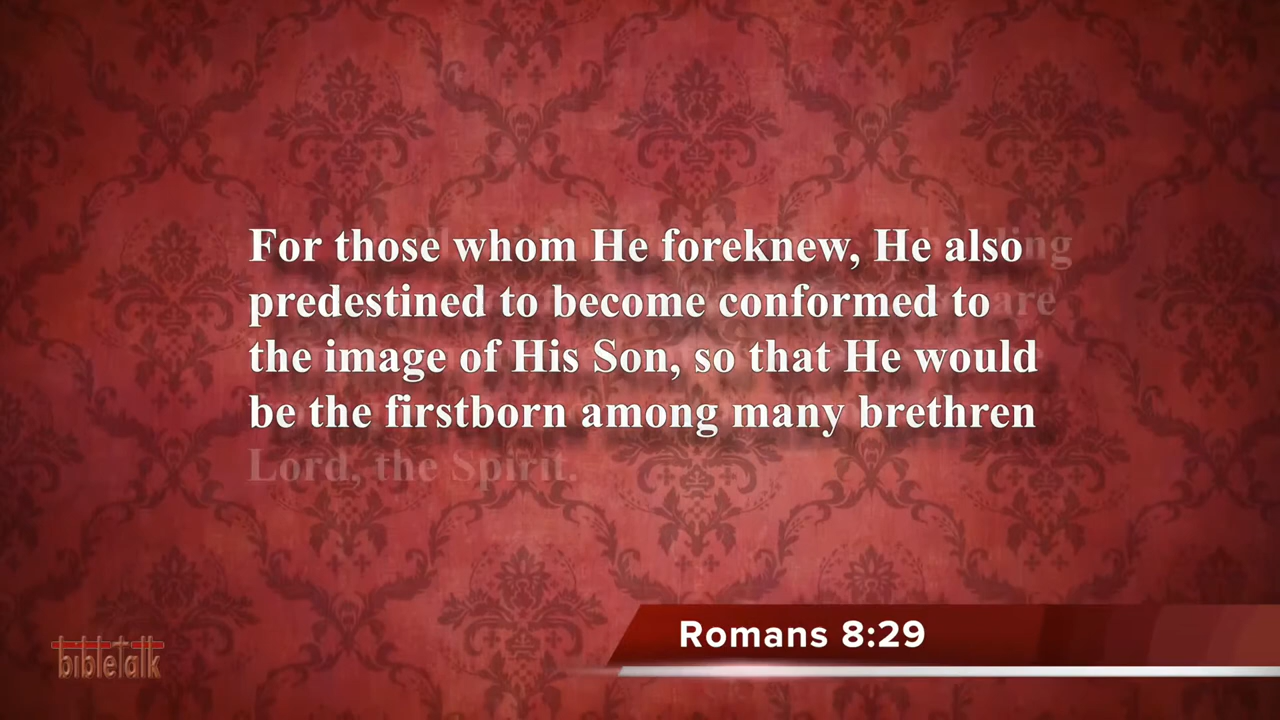 For those whom He foreknew, He also
predestined to become conformed to
the image of His Son, so that He would
be the firstborn among many brethren
Lord, the Spirit.
Romans 8:29
bibletalk